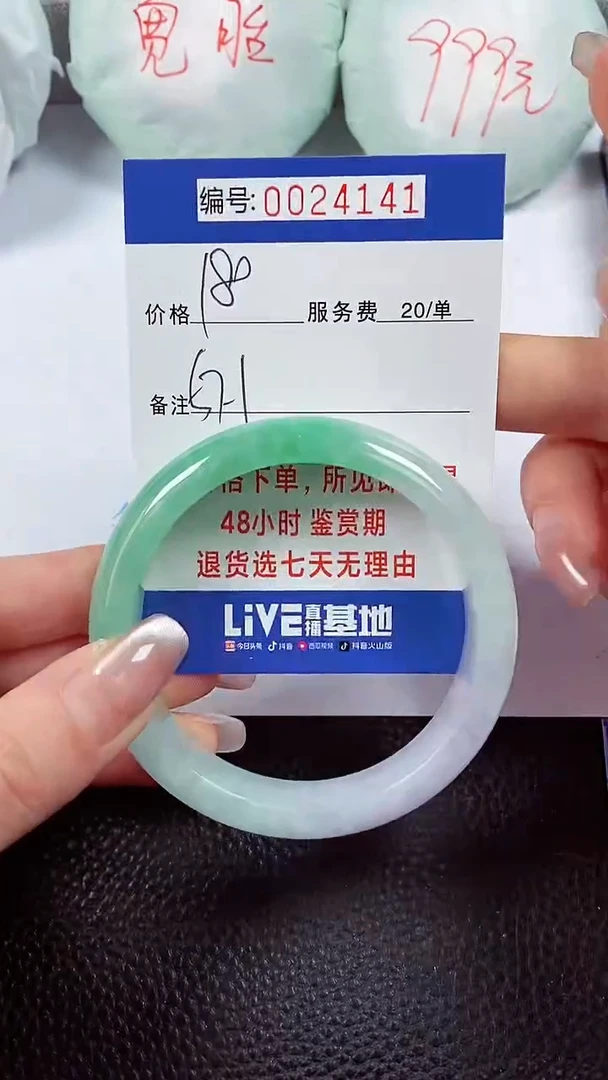 宽 胚
999元
编号: 0024141
价格 180 服务费 20/单
备注 57-1
下单, 所见
48小时 鉴赏期
退货选七天无理由
LiVE直播基地
今日头条 抖音 西瓜视频 抖音火山版